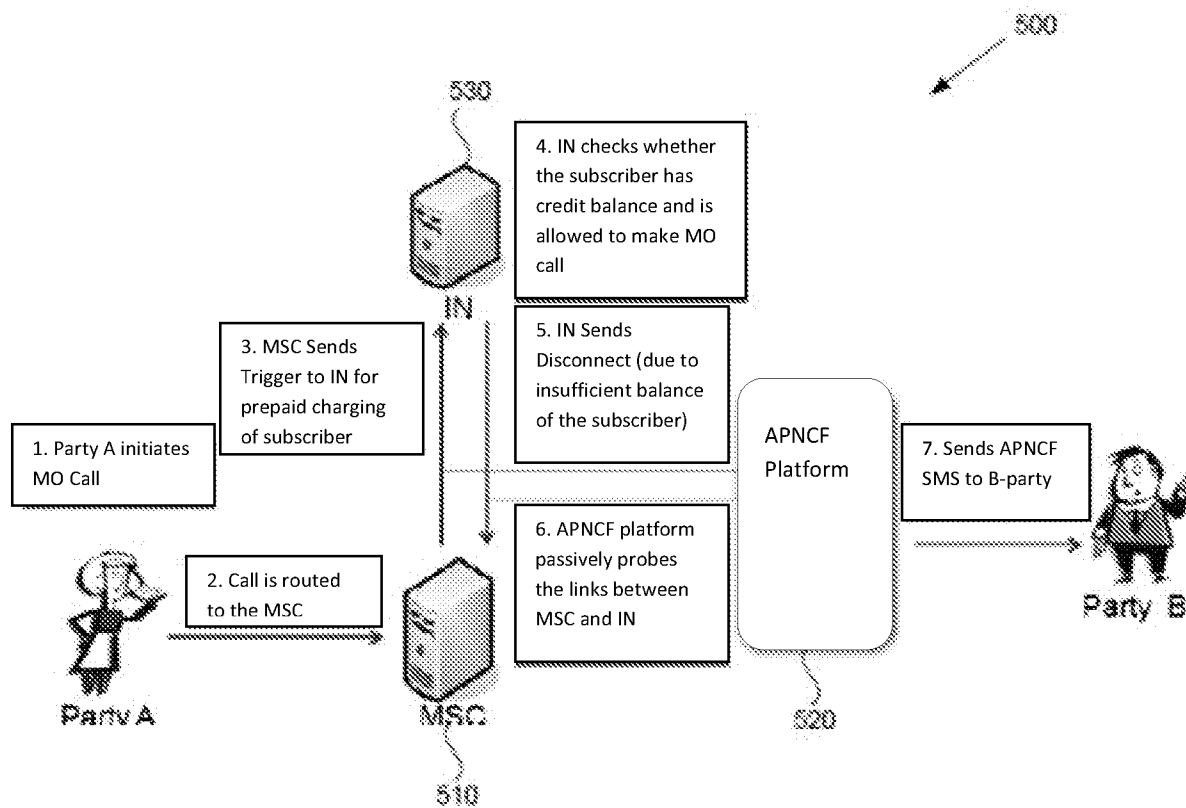 500
530
4. IN checks whether
the subscriber has
credit balance and is
allowed to make MO
call
IN
3. MSC Sends
Trigger to IN for
prepaid charging
of subscriber
5. IN Sends
Disconnect (due to
insufficient balance
of the subscriber)
1. Party A initiates
MO Call
APNCF
Platform
7. Sends APNCF
SMS to B-party
6. APNCF platform
passively probes
the links between
MSC and IN
2. Call is routed
to the MSC
Party B
Party A
MSC
520
510